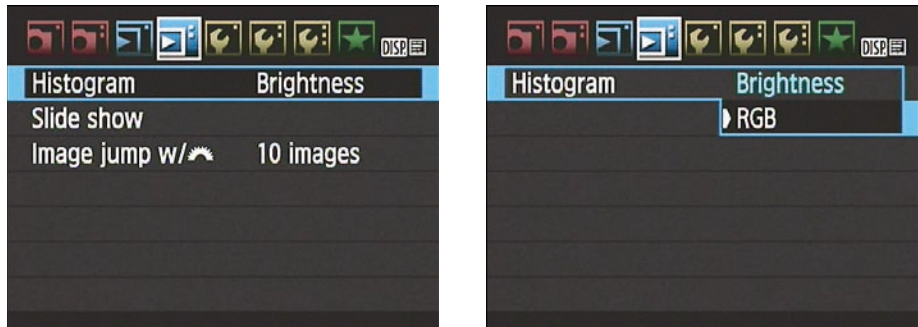 DISP.
Histogram Brightness
Slide show
Image jump w/ 10 images
DISP.
Histogram Brightness
RGB